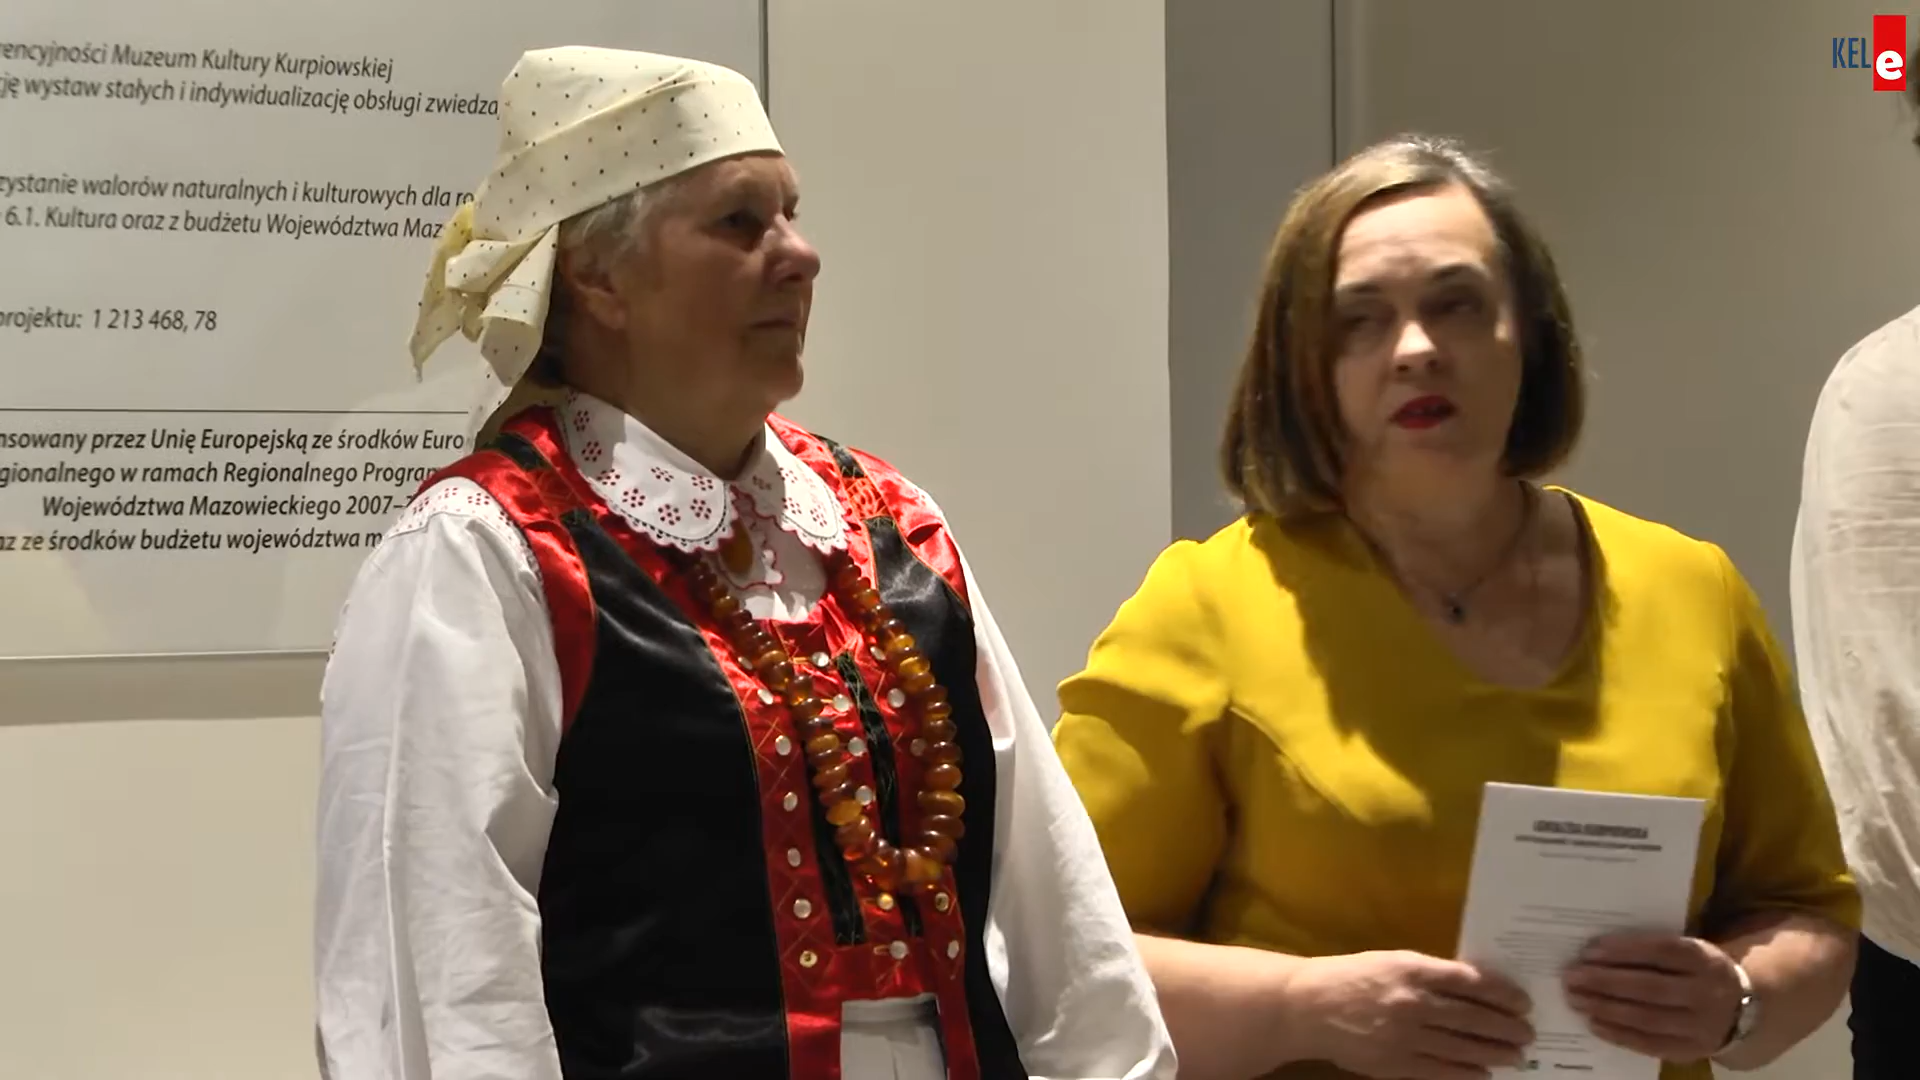 rencyjności Muzeum Kultury Kurpiowskiej
ję wystaw stałych i indywidualizację obsługi zwiedza
zystanie walorów naturalnych i kulturowych dla ro
6.1. Kultura oraz z budżetu Województwa Maz
projektu: 1 213 468, 78
nsowany przez Unię Europejską ze środków Euro
gionalnego w ramach Regionalnego Program
Województwa Mazowieckiego 2007–
az ze środków budżetu województwa m
KEL e